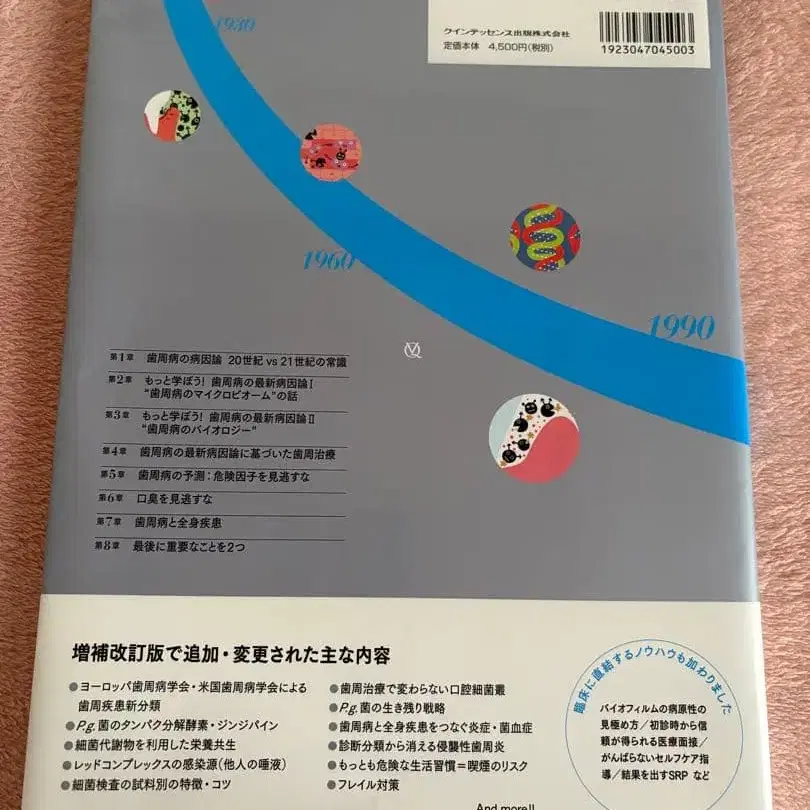 1930
クインテッセンス出版株式会社
定価本体 4,500円(税別)
1923047045003
1960
1990
第1章 歯周病の病因論 20世紀 vs 21世紀の常識
第2章 もっと学ぼう! 歯周病の最新病因論Ⅰ
“歯周病のマイクロビオーム”の話
第3章 もっと学ぼう! 歯周病の最新病因論Ⅱ
“歯周病のバイオロジー”
第4章 歯周病の最新病因論に基づいた歯周治療
第5章 歯周病の予測:危険因子を見逃すな
第6章 口臭を見逃すな
第7章 歯周病と全身疾患
第8章 最後に重要なことを2つ
増補改訂版で追加・変更された主な内容
●ヨーロッパ歯周病学会・米国歯周病学会による
歯周疾患新分類
●P.g.菌のタンパク分解酵素・ジンジパイン
●細菌代謝物を利用した栄養共生
●レッドコンプレックスの感染源(他人の唾液)
●細菌検査の試料別の特徴・コツ
●歯周治療で変わらない口腔細菌叢
●P.g.菌の生き残り戦略
●歯周病と全身疾患をつなぐ炎症・菌血症
●診断分類から消える侵襲性歯周炎
●もっとも危険な生活習慣=喫煙のリスク
●フレイル対策
And more!!
臨床に直結するノウハウも加わりました
バイオフィルムの病原性の
見極め方/初診時から信
頼が得られる医療面接/
がんばらないセルフケア指
導/結果を出すSRP など